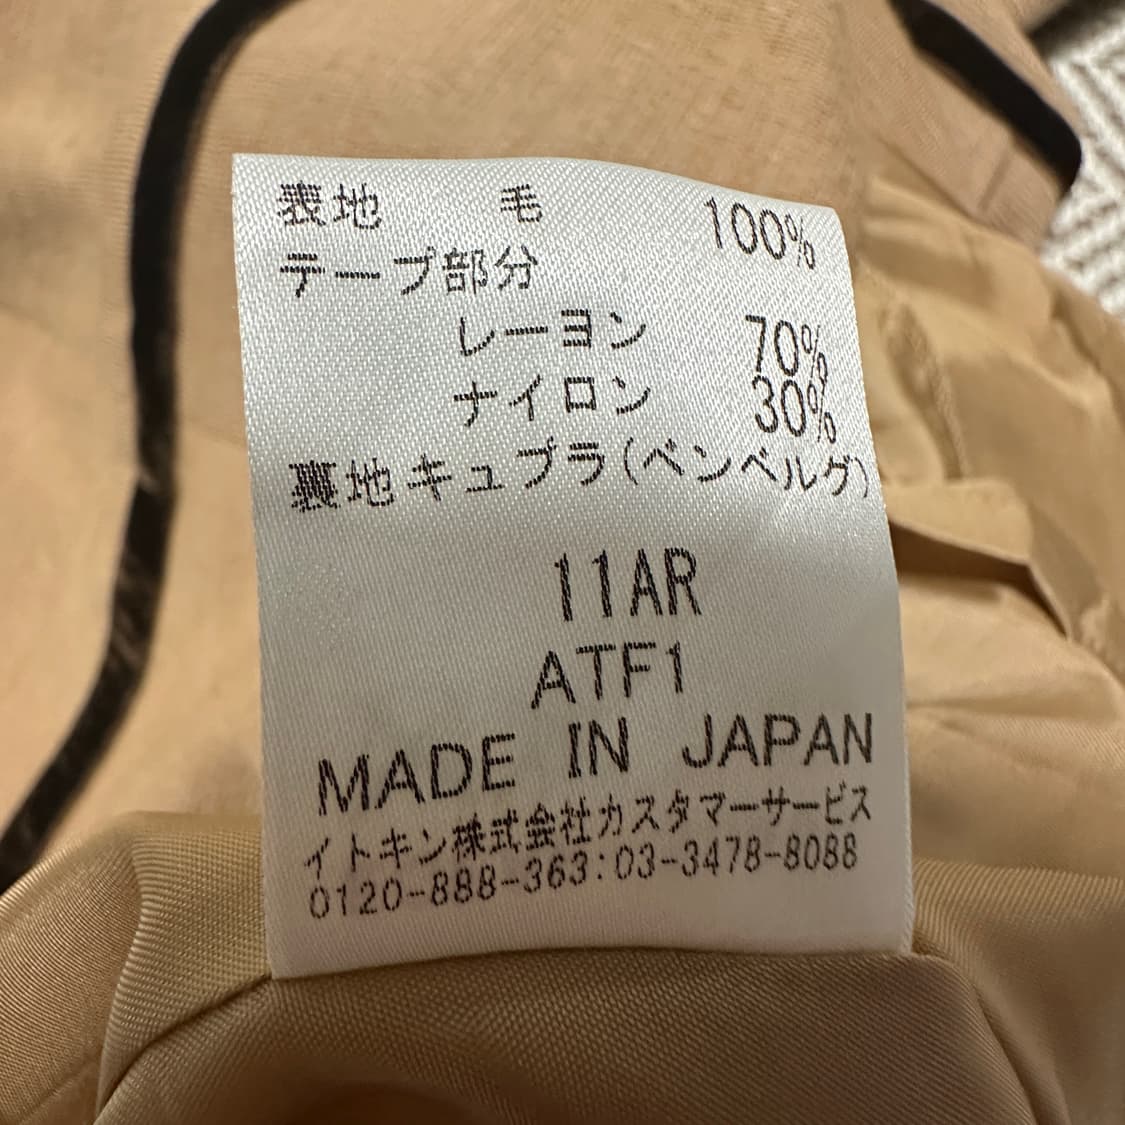 表地 毛 100%
テープ部分
レーヨン 70%
ナイロン 30%
裏地キュプラ(ベンベルグ)
11AR
ATF1
MADE IN JAPAN
イトキン株式会社カスタマーサービス
0120-888-363:03-3478-8088